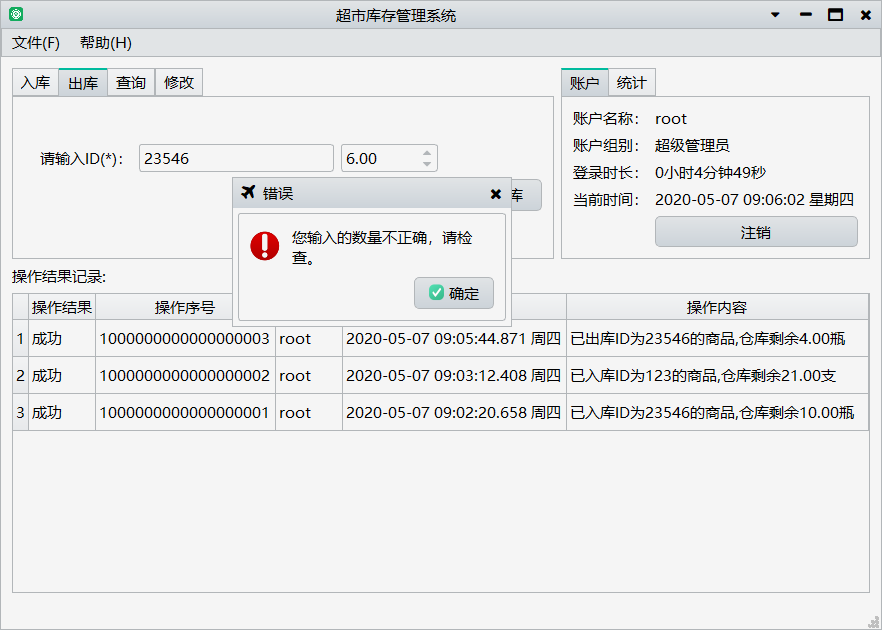 超市库存管理系统
文件(F) 帮助(H)
入库 出库 查询 修改
账户 统计
请输入ID(*): 23546 6.00
库
账户名称: root
账户组别: 超级管理员
登录时长: 0小时4分钟49秒
当前时间: 2020-05-07 09:06:02 星期四
注销
错误
您输入的数量不正确，请检
查。
确定
操作结果记录:
操作结果 操作序号 操作内容
1 成功 1000000000000000003 root 2020-05-07 09:05:44.871 周四 已出库ID为23546的商品,仓库剩余4.00瓶
2 成功 1000000000000000002 root 2020-05-07 09:03:12.408 周四 已入库ID为123的商品,仓库剩余21.00支
3 成功 1000000000000000001 root 2020-05-07 09:02:20.658 周四 已入库ID为23546的商品,仓库剩余10.00瓶